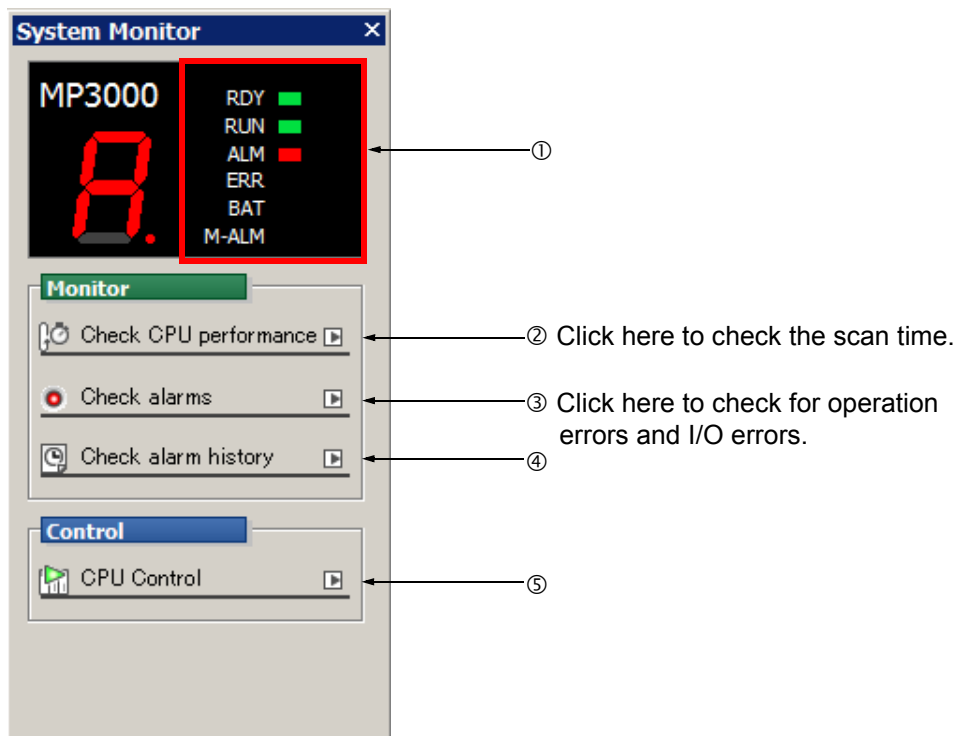 System Monitor ×
MP3000
A.
RDY
RUN
ALM
ERR
BAT
M-ALM
①
Monitor
Check CPU performance
② Click here to check the scan time.
Check alarms
③ Click here to check for operation
errors and I/O errors.
Check alarm history
④
Control
CPU Control
⑤